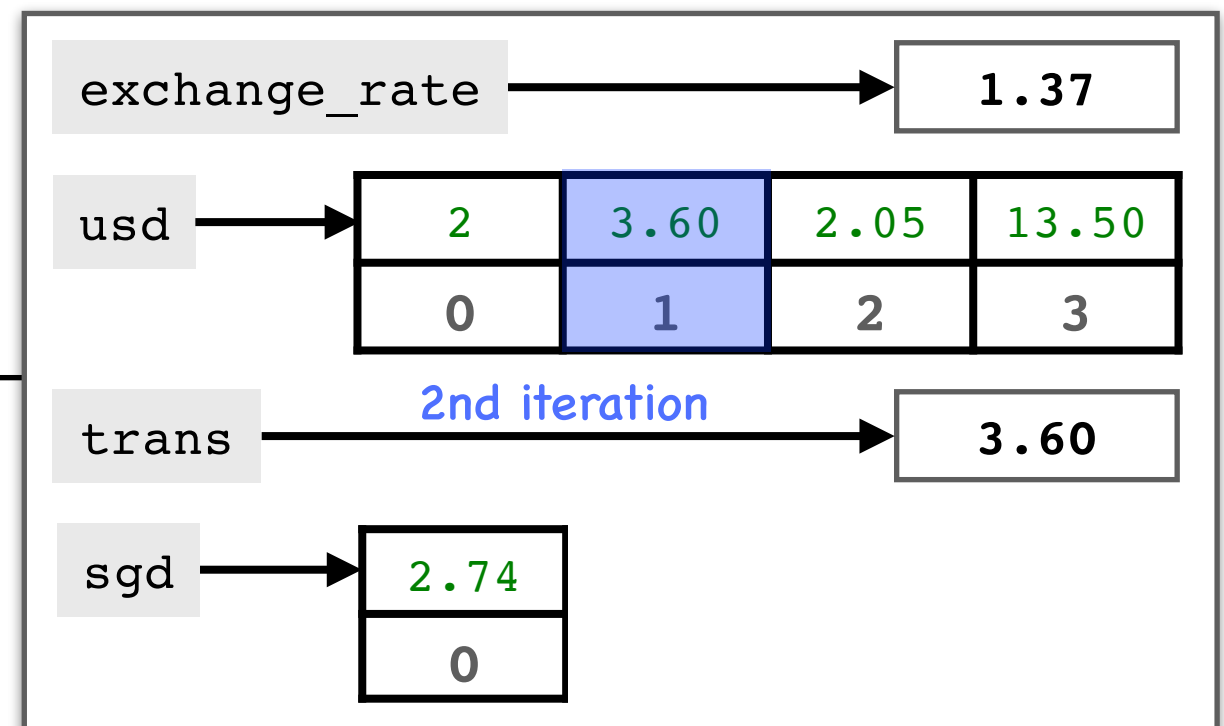 exchange_rate 1.37
usd 2 3.60 2.05 13.50
0 1 2 3
2nd iteration
trans 3.60
sgd 2.74
0